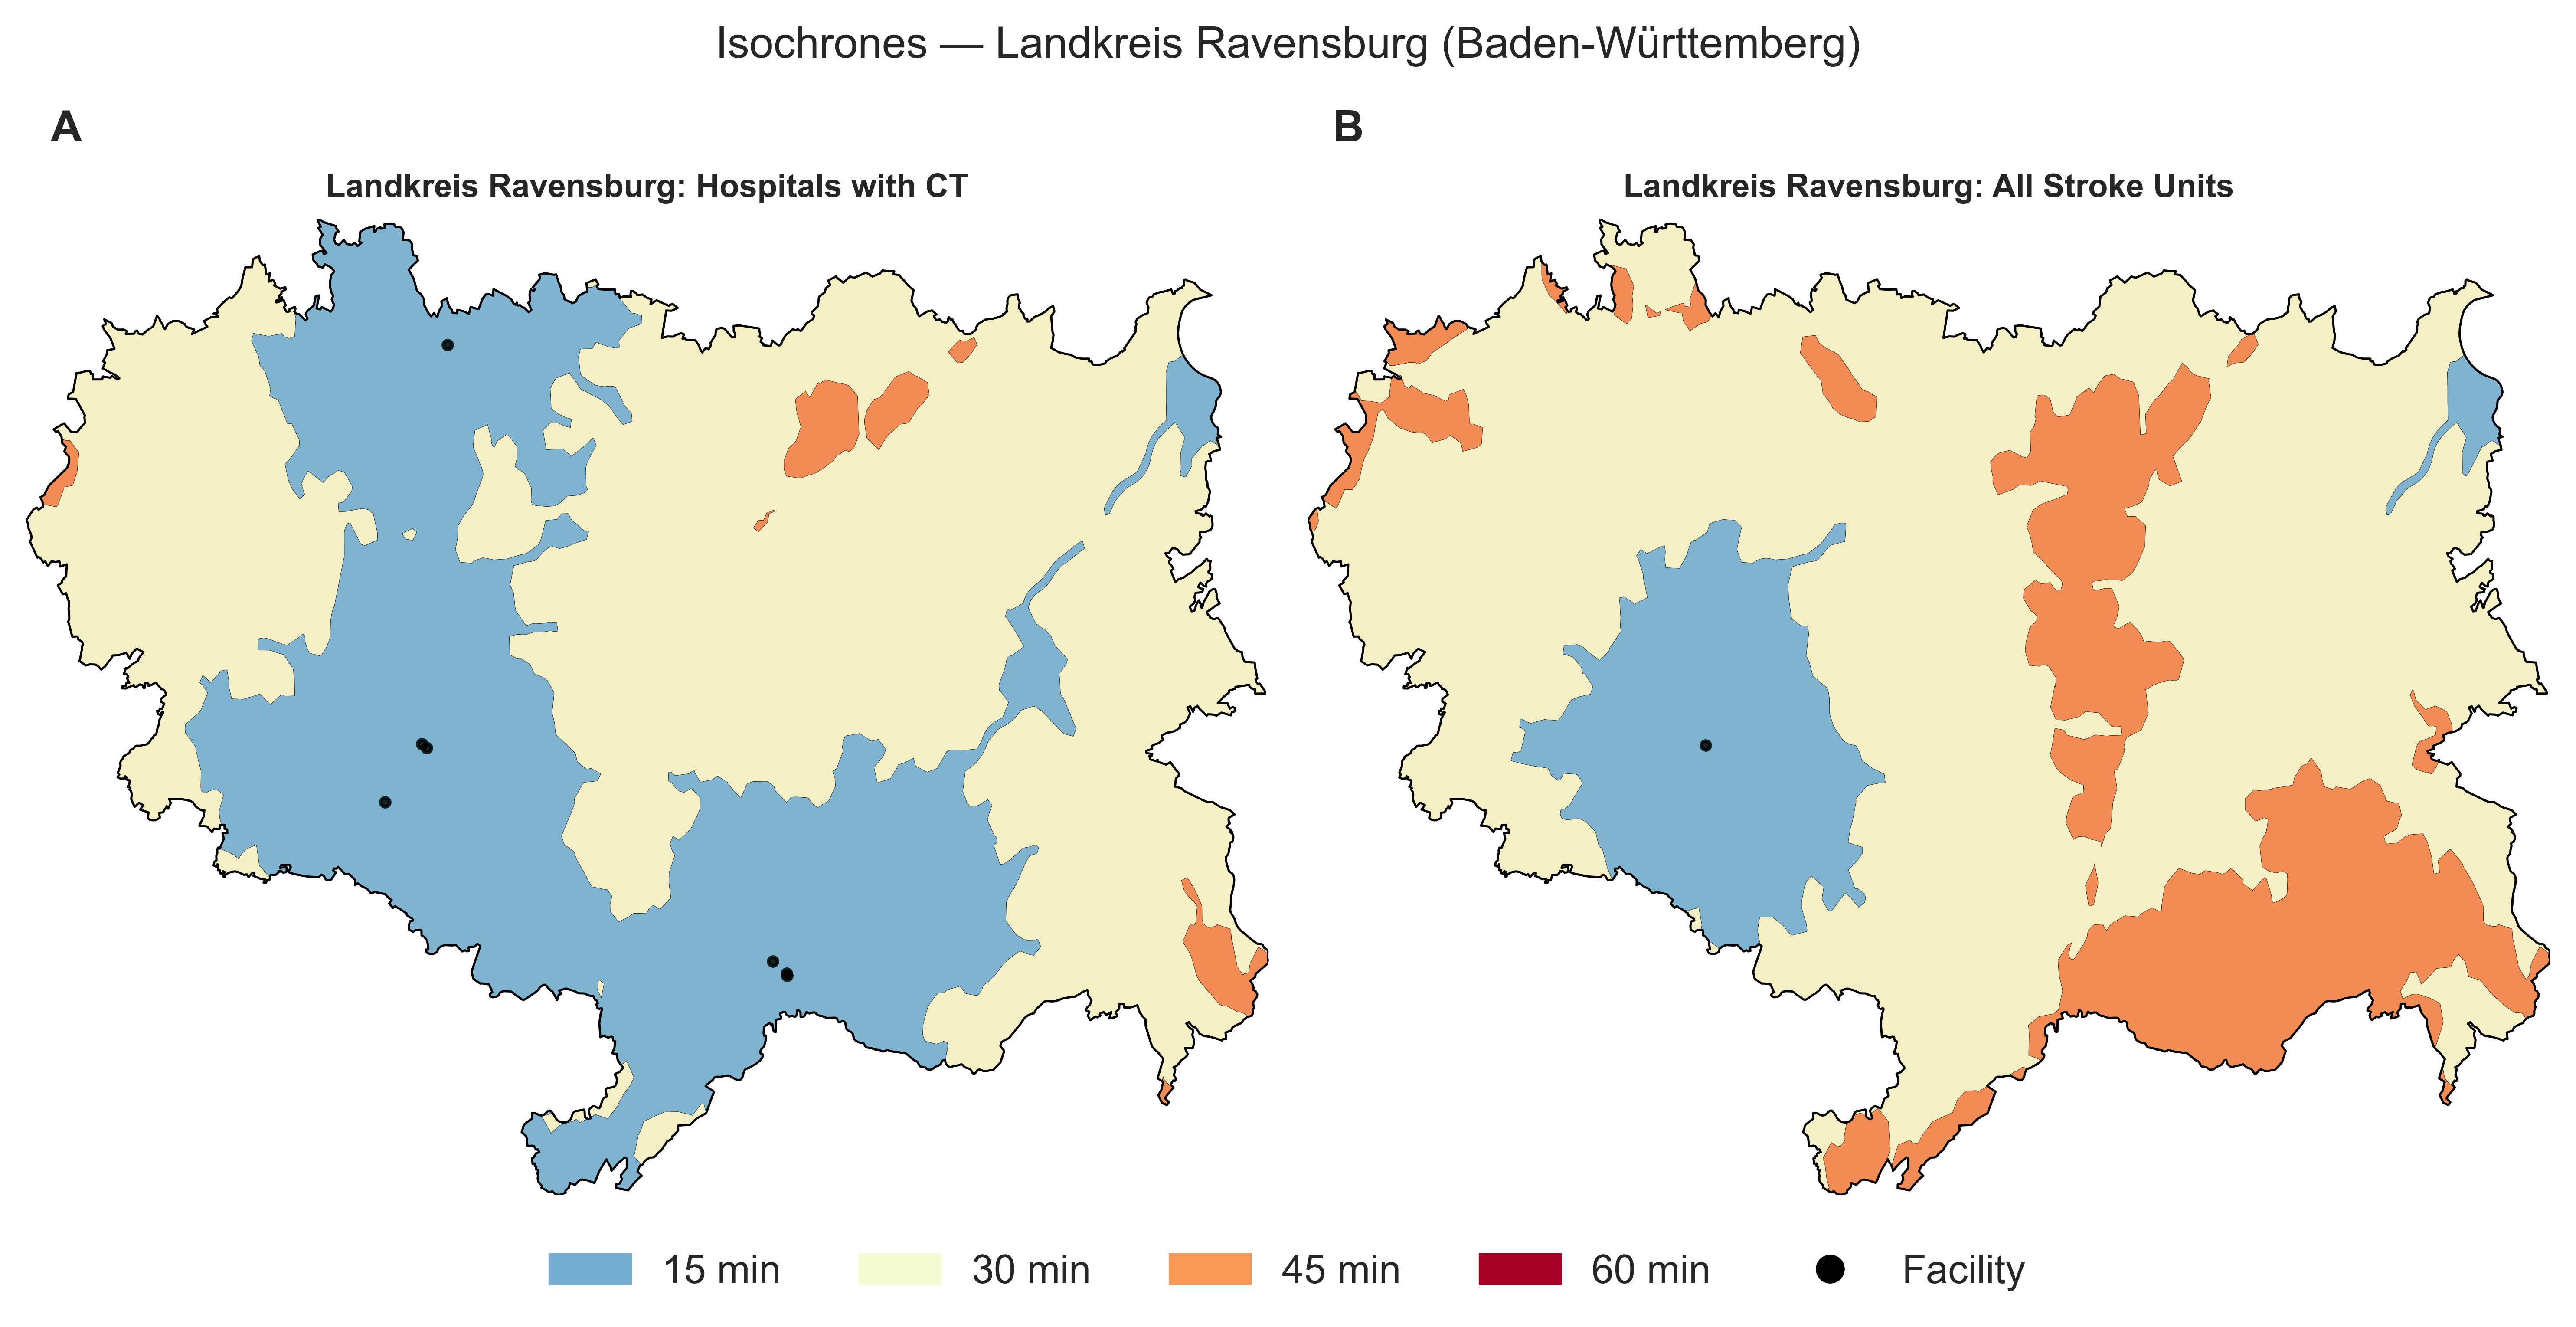 Isochrones — Landkreis Ravensburg (Baden-Württemberg)
A
B
Landkreis Ravensburg: Hospitals with CT
Landkreis Ravensburg: All Stroke Units
15 min
30 min
45 min
60 min
Facility